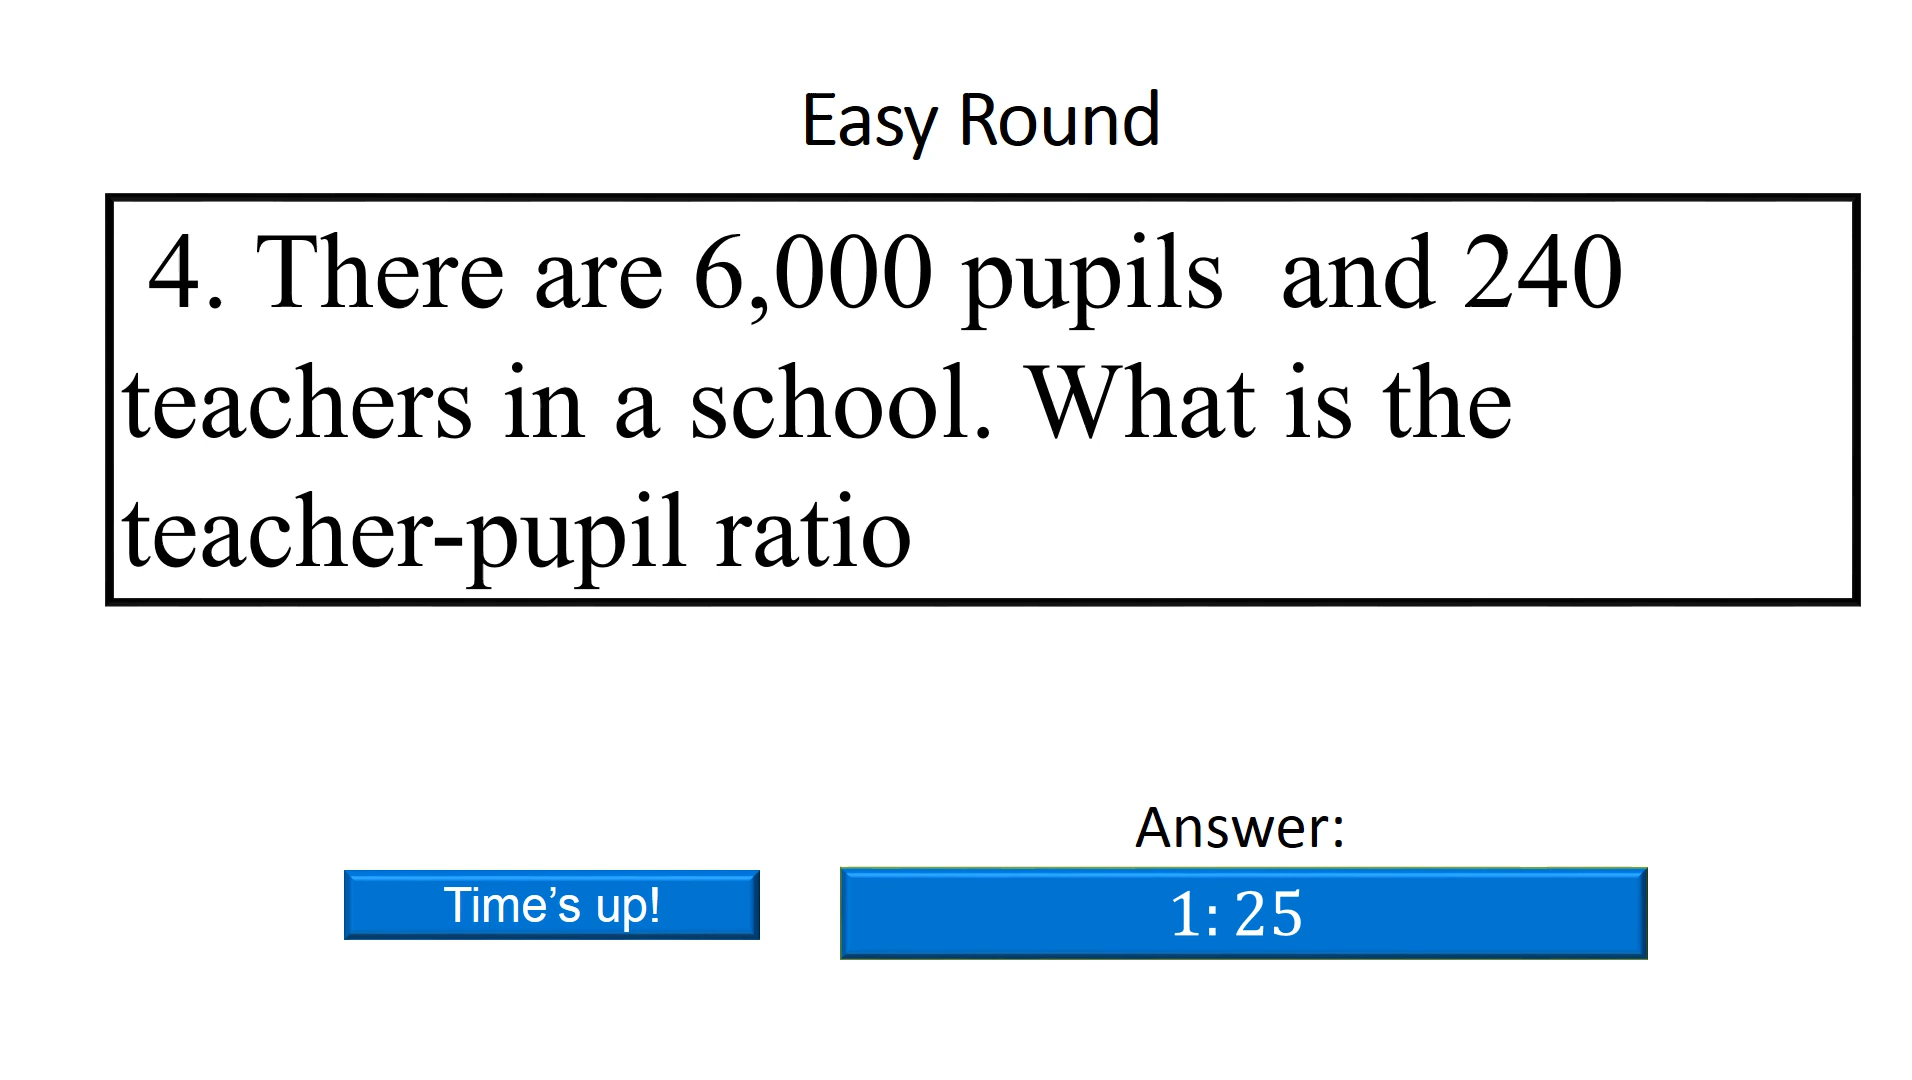 Easy Round
4. There are 6,000 pupils  and 240
teachers in a school. What is the
teacher-pupil ratio
Answer:
Time’s up!
1: 25